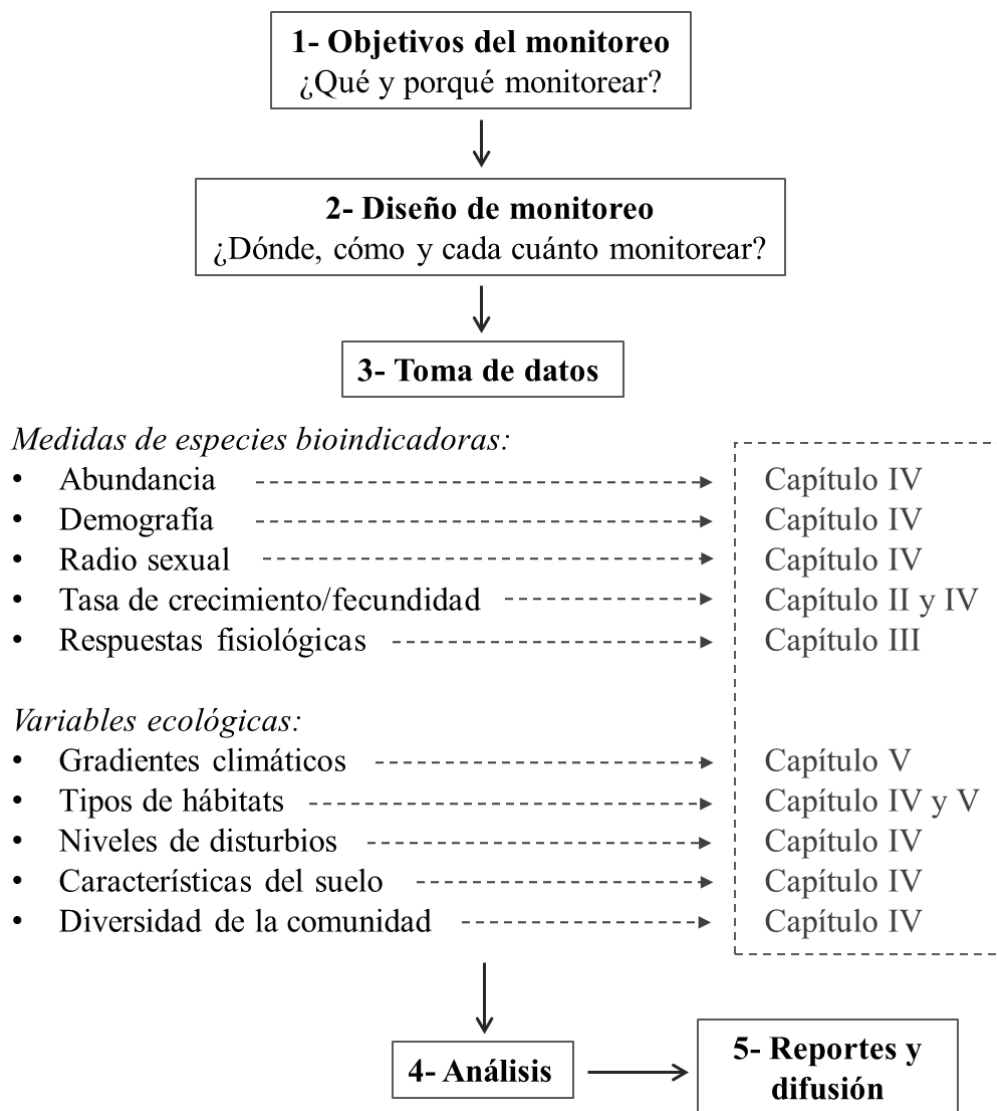 1- Objetivos del monitoreo
¿Qué y porqué monitorear?
2- Diseño de monitoreo
¿Dónde, cómo y cada cuánto monitorear?
3- Toma de datos
Medidas de especies bioindicadoras:
• Abundancia Capítulo IV
• Demografía Capítulo IV
• Radio sexual Capítulo IV
• Tasa de crecimiento/fecundidad Capítulo II y IV
• Respuestas fisiológicas Capítulo III
Variables ecológicas:
• Gradientes climáticos Capítulo V
• Tipos de hábitats Capítulo IV y V
• Niveles de disturbios Capítulo IV
• Características del suelo Capítulo IV
• Diversidad de la comunidad Capítulo IV
4- Análisis
5- Reportes y
difusión